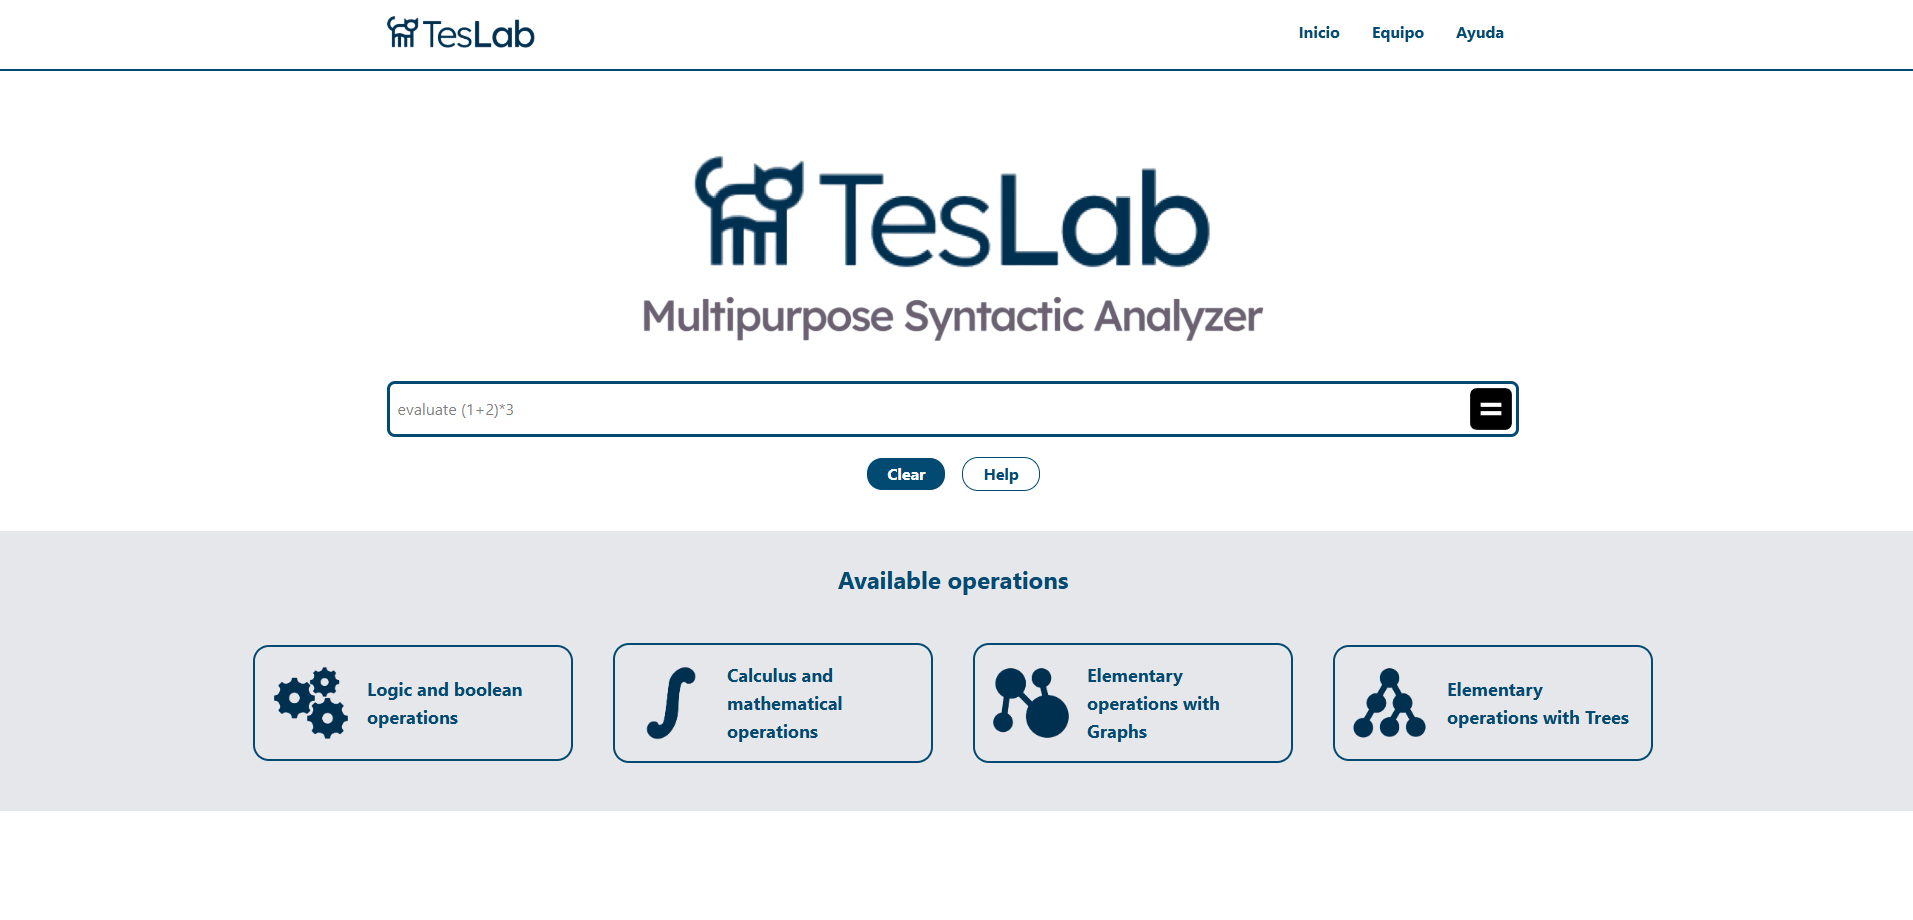 TesLab
Inicio Equipo Ayuda
TesLab
Multipurpose Syntactic Analyzer
evaluate (1+2)*3
=
Clear Help
Available operations
Logic and boolean
operations
Calculus and
mathematical
operations
Elementary
operations with
Graphs
Elementary
operations with Trees